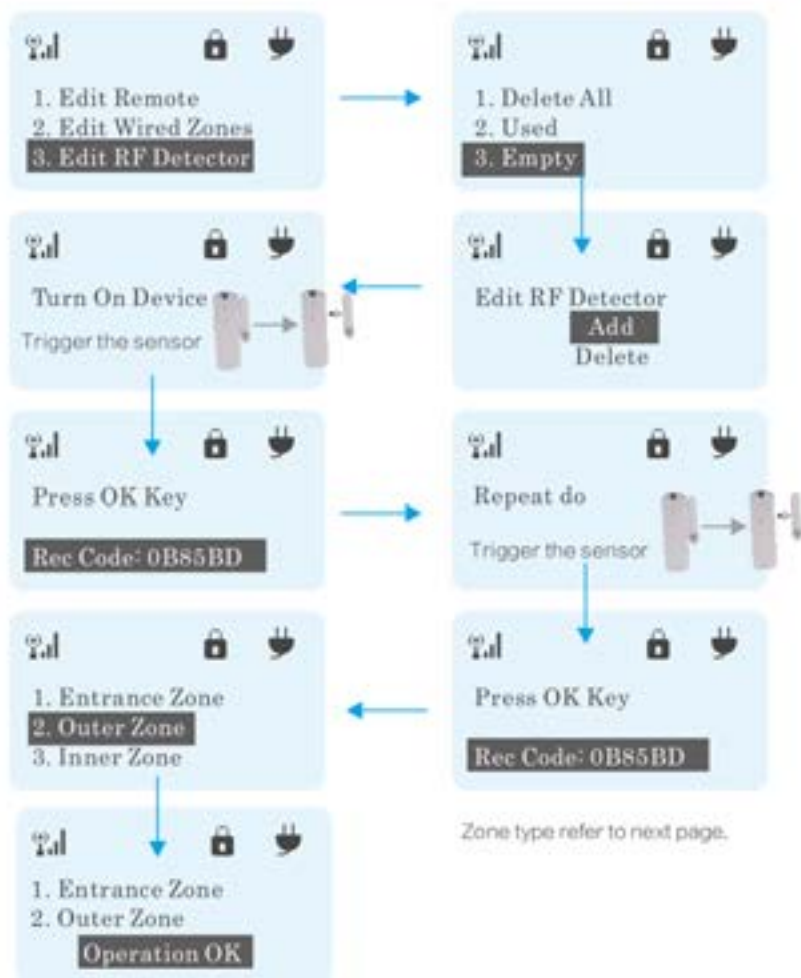 1. Edit Remote
2. Edit Wired Zones
3. Edit RF Detector
1. Delete All
2. Used
3. Empty
Edit RF Detector
Add
Delete
Turn On Device
Trigger the sensor
Press OK Key
Rec Code: 0B85BD
Repeat do
Trigger the sensor
Press OK Key
Rec Code: 0B85BD
Zone type refer to next page.
1. Entrance Zone
2. Outer Zone
3. Inner Zone
1. Entrance Zone
2. Outer Zone
Operation OK